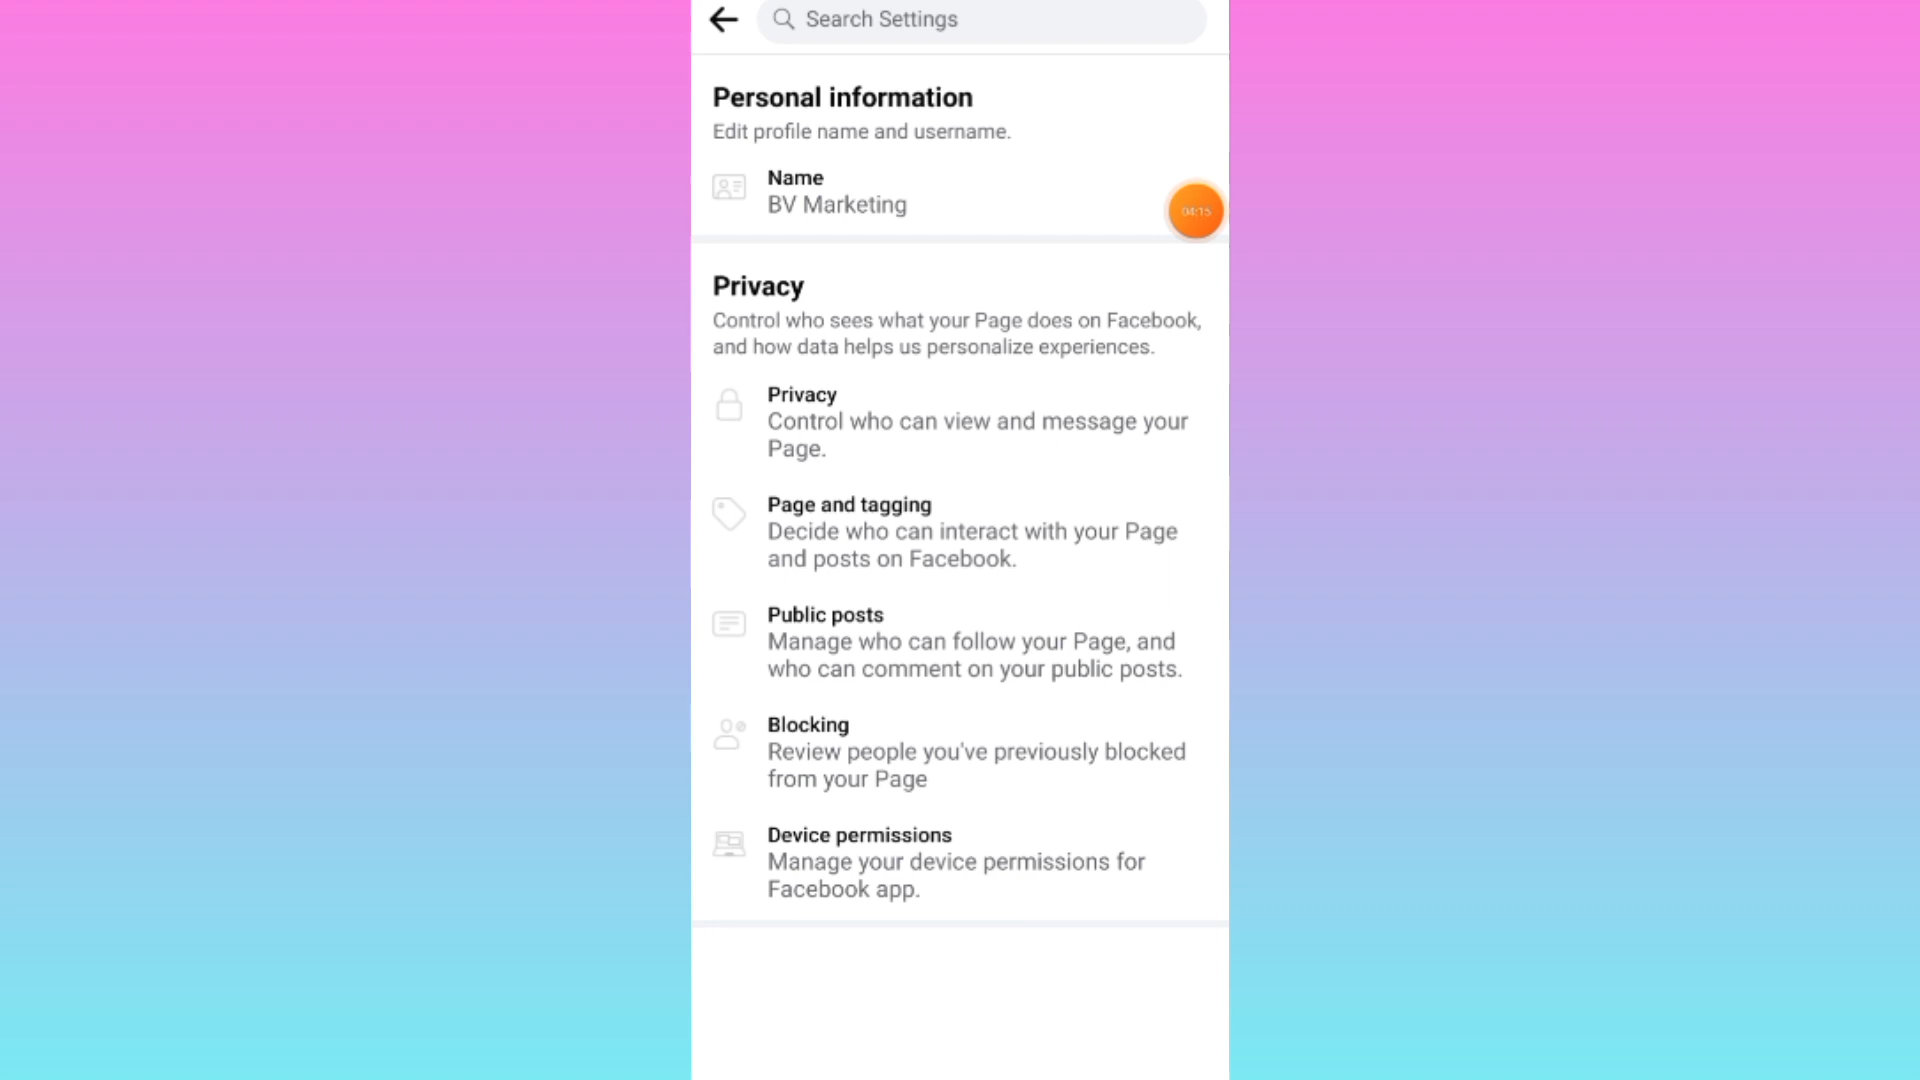 Search Settings
Personal information
Edit profile name and username.
Name
BV Marketing
04:15
Privacy
Control who sees what your Page does on Facebook,
and how data helps us personalize experiences.
Privacy
Control who can view and message your
Page.
Page and tagging
Decide who can interact with your Page
and posts on Facebook.
Public posts
Manage who can follow your Page, and
who can comment on your public posts.
Blocking
Review people you've previously blocked
from your Page
Device permissions
Manage your device permissions for
Facebook app.